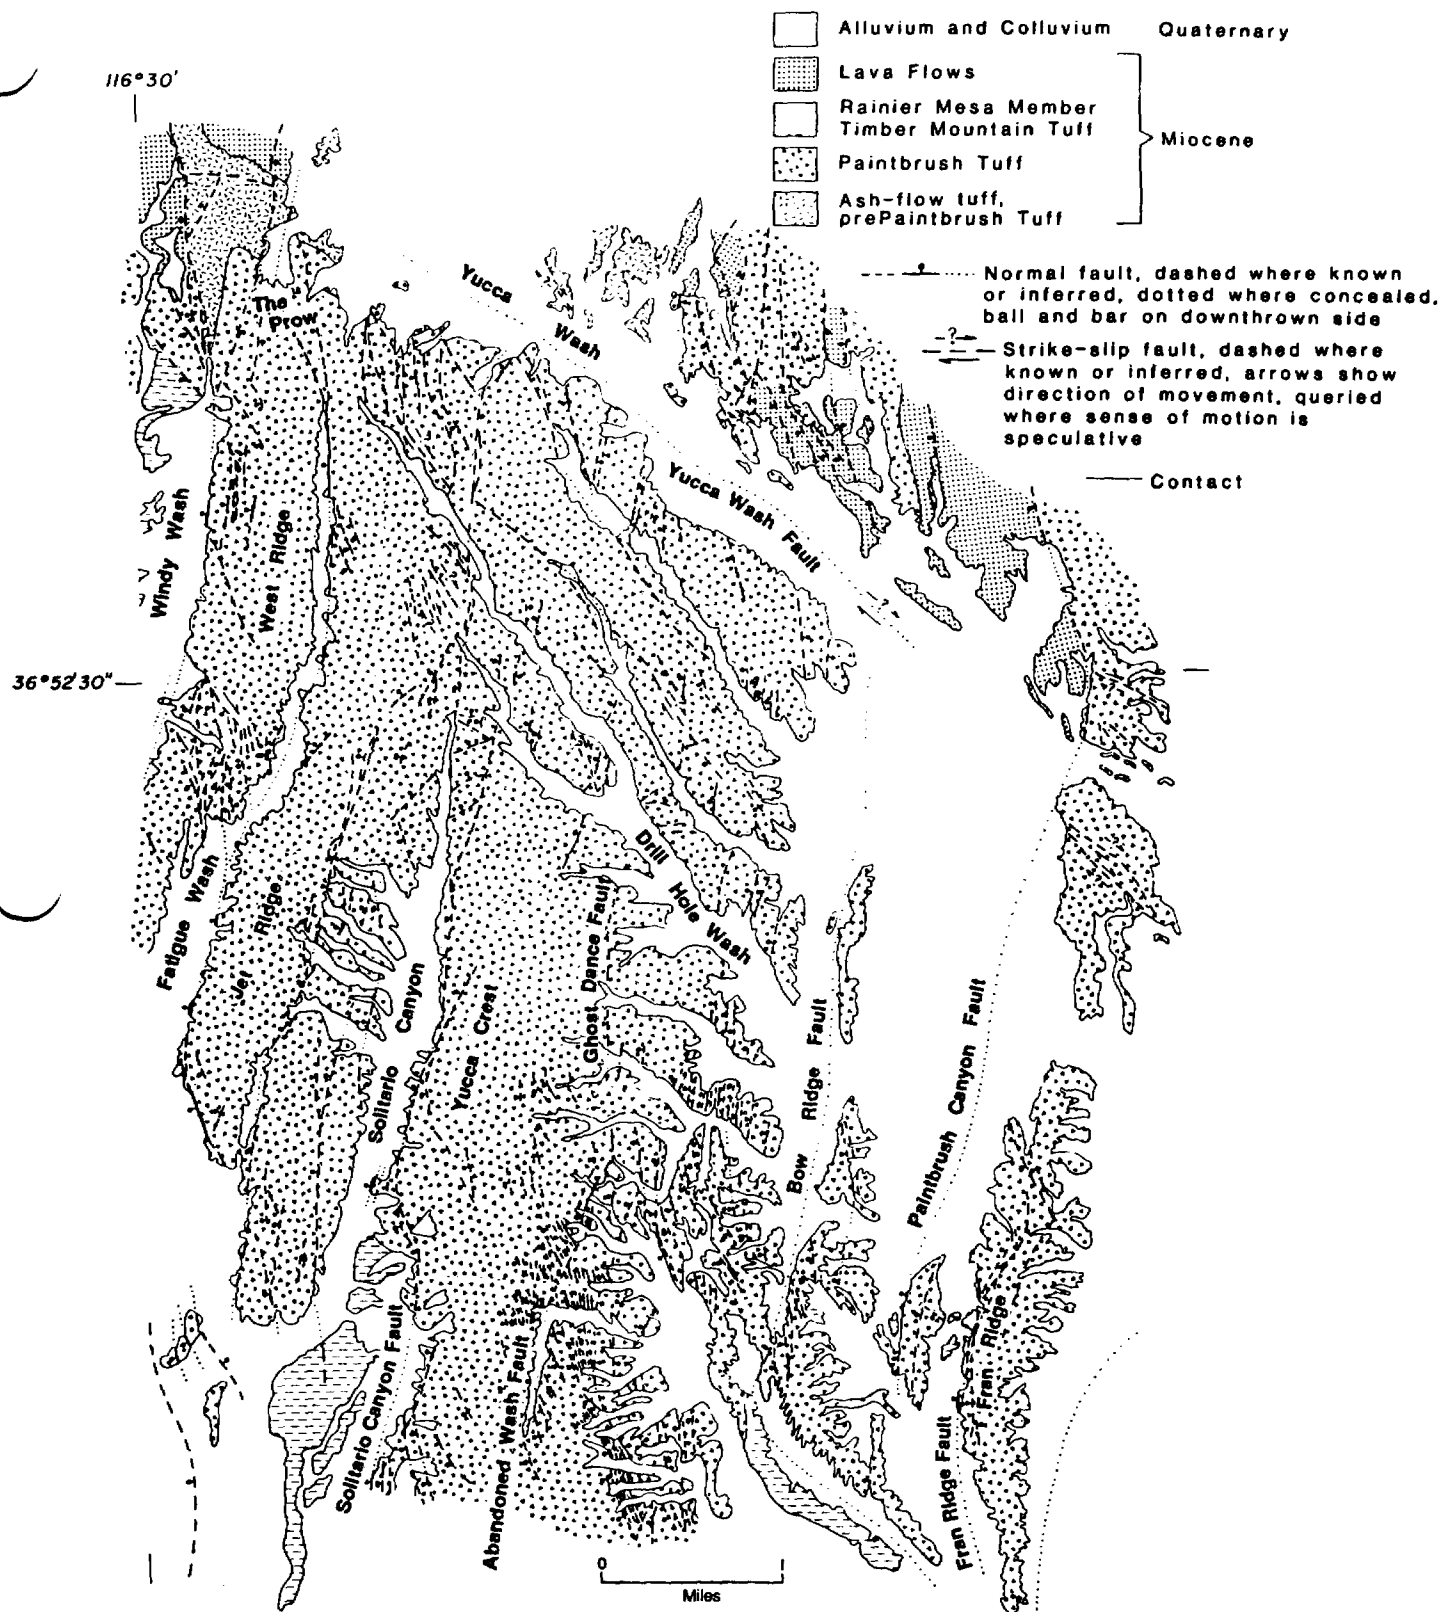 Alluvium and Colluvium Quaternary
Lava Flows
Rainier Mesa Member
Timber Mountain Tuff
Miocene
Paintbrush Tuff
Ash-flow tuff,
prePaintbrush Tuff
116°30'
Normal fault, dashed where known
or inferred, dotted where concealed,
ball and bar on downthrown side
?
Strike-slip fault, dashed where
known or inferred, arrows show
direction of movement, queried
where sense of motion is
speculative
Contact
The
Prow
Yucca
Wash
Yucca Wash Fault
?
Windy Wash
West Ridge
36°52'30"
Fatigue Wash
Jet Ridge
Solitario Canyon
Yucca Crest
Ghost Dance Fault
Drill Hole Wash
Bow Ridge Fault
Paintbrush Canyon Fault
Solitario Canyon Fault
Abandoned Wash Fault
Fran Ridge
Fran Ridge Fault
0 1
Miles